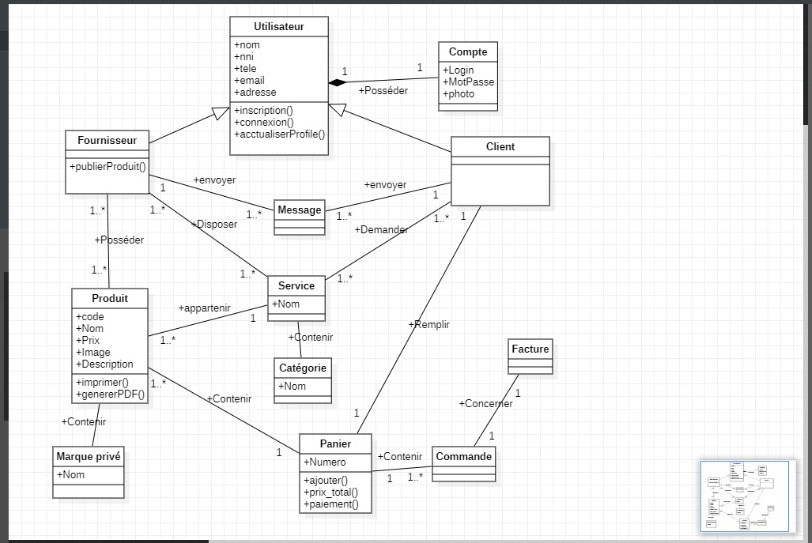 Utilisateur
+nom
+nni
+tele
+email
+adresse
+inscription()
+connexion()
+acctualiserProfile()
Compte
+Login
+MotPasse
+photo
1
1
+Posséder
Fournisseur
+publierProduit()
Client
1
+envoyer
1..*
Message
+envoyer
1..*
1
1..*
+Disposer
1..*
+Demander
1..*
1..*
1
1..*
+Posséder
1..*
Service
+Nom
Produit
+code
+Nom
+Prix
+Image
+Description
+imprimer()
+genererPDF()
+appartenir
1
1..*
+Contenir
Catégorie
+Nom
+Remplir
1
Facture
+Concerner
1
1
1..*
+Contenir
1
+Contenir
Marque privé
+Nom
Panier
+Numero
+ajouter()
+prix_total()
+paiement()
+Contenir
1
1..*
Commande